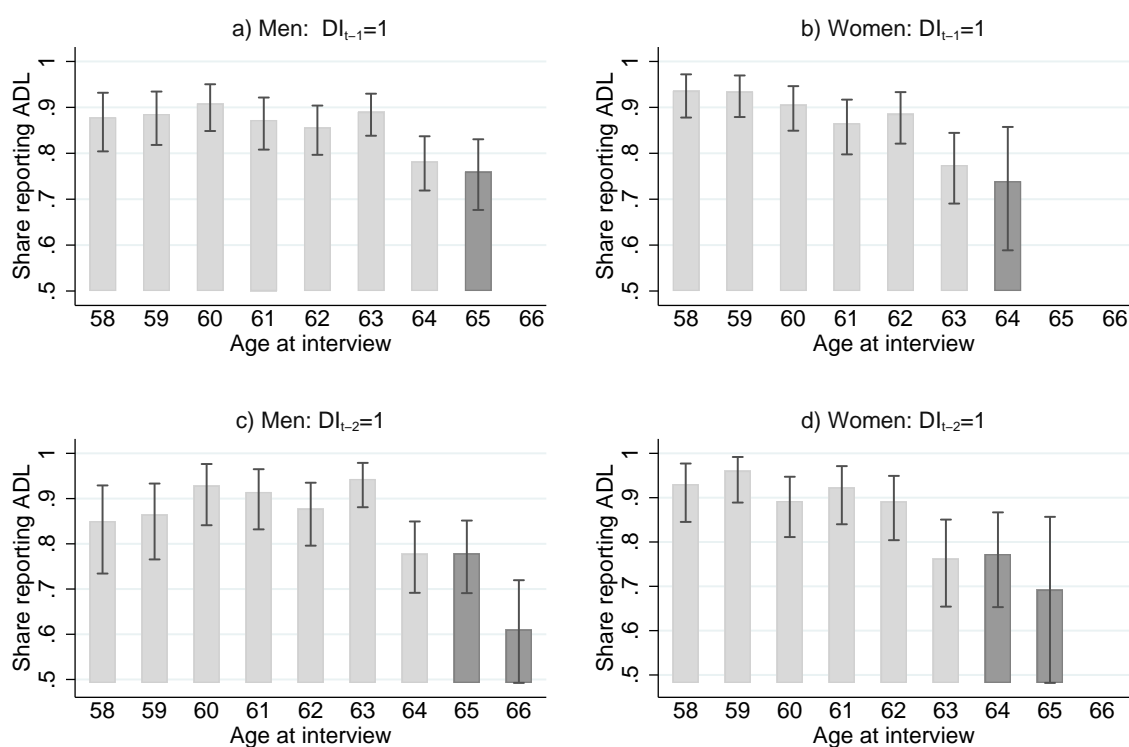 a) Men: DIₜ₋₁=1
Share reporting ADL
1
.9
.8
.7
.6
.5
58 59 60 61 62 63 64 65 66
Age at interview
b) Women: DIₜ₋₁=1
Share reporting ADL
1
.9
.8
.7
.6
.5
58 59 60 61 62 63 64 65 66
Age at interview
c) Men: DIₜ₋₂=1
Share reporting ADL
1
.9
.8
.7
.6
.5
58 59 60 61 62 63 64 65 66
Age at interview
d) Women: DIₜ₋₂=1
Share reporting ADL
1
.9
.8
.7
.6
.5
58 59 60 61 62 63 64 65 66
Age at interview